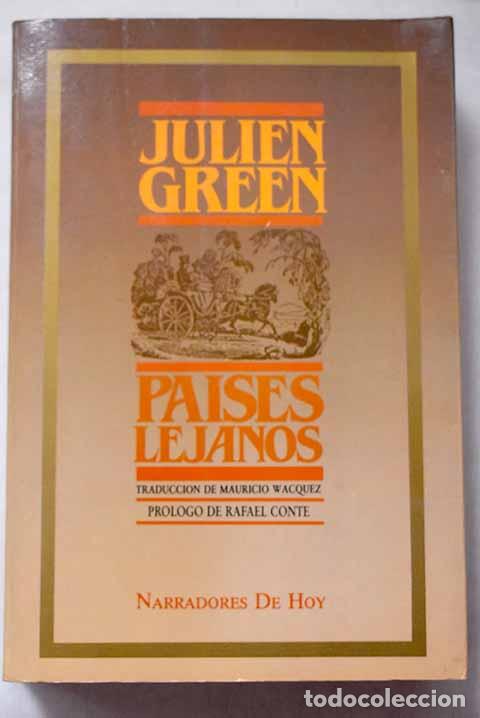 JULIEN
GREEN
PAISES
LEJANOS
TRADUCCION DE MAURICIO WACQUEZ
PROLOGO DE RAFAEL CONTE
NARRADORES DE HOY
todocoleccion